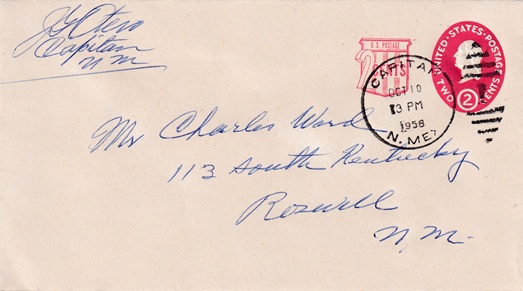 J G Otero
Capitan
N M
U.S. POSTAGE
2 CENTS
UNITED · STATES · POSTAGE
TWO 2 CENTS
CAPITAN
OCT 10
3 PM
1958
N. MEX
Mr Charles Ward
113 South Kentucky
Roswell
N. M.